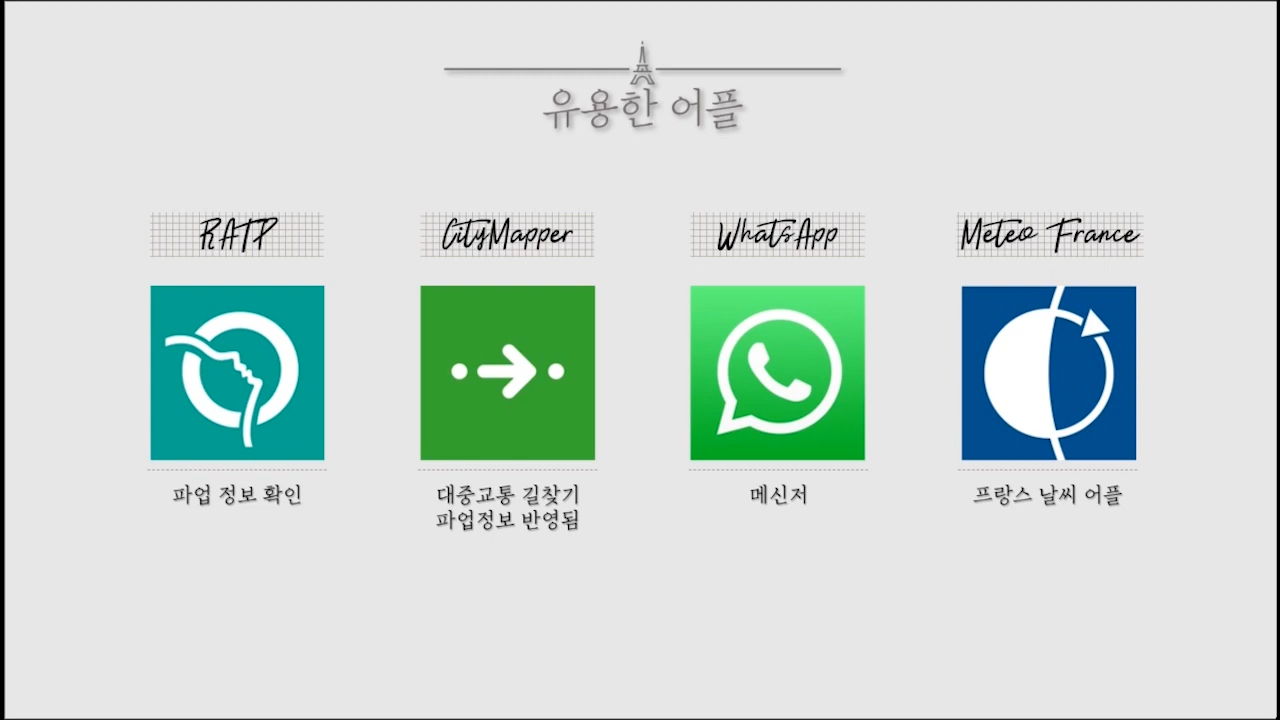 유용한 어플
RATP
CityMapper
WhatsApp
Meteo France
파업 정보 확인
대중교통 길찾기
파업정보 반영됨
메신저
프랑스 날씨 어플